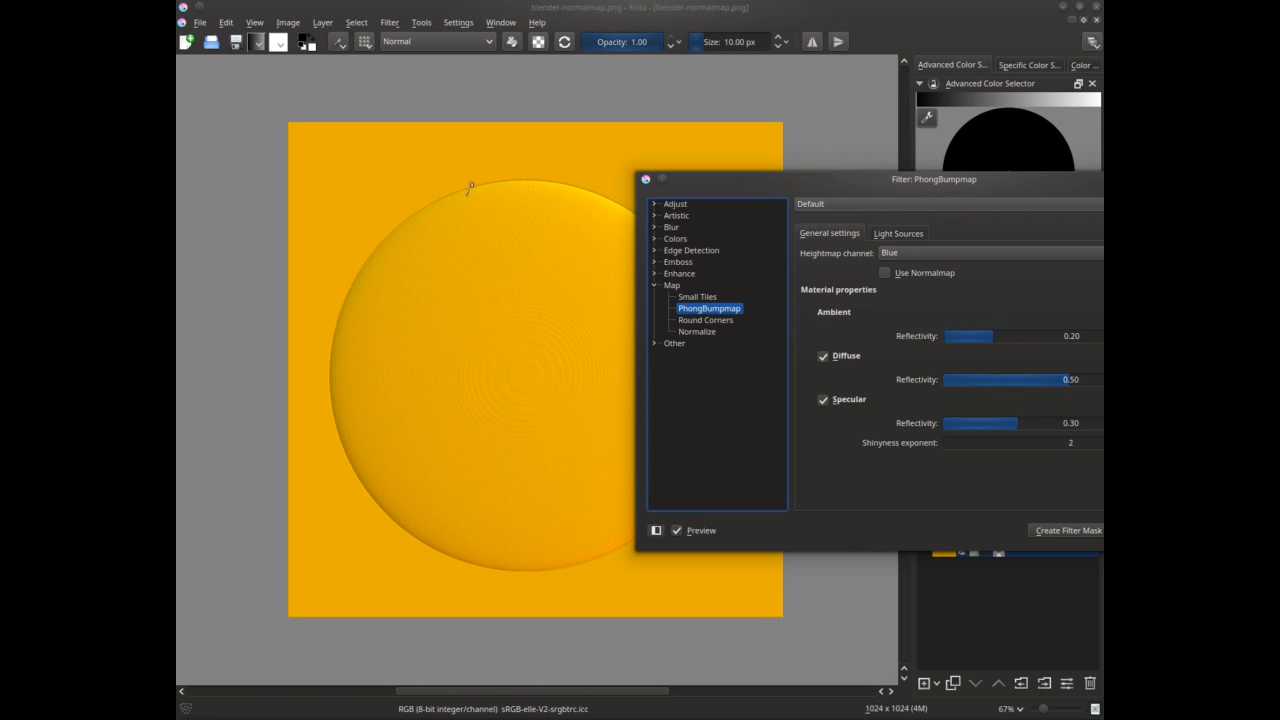 blender-normalmap.png – Krita - [blender-normalmap.png]
File Edit View Image Layer Select Filter Tools Settings Window Help
Normal Opacity: 1.00 Size: 10.00 px
Advanced Color S... Specific Color S... Color ...
Advanced Color Selector
Filter: PhongBumpmap
Adjust
Artistic
Blur
Colors
Edge Detection
Emboss
Enhance
Map
Small Tiles
PhongBumpmap
Round Corners
Normalize
Other
Default
General settings Light Sources
Heightmap channel: Blue
Use Normalmap
Material properties
Ambient
Reflectivity: 0.20
Diffuse
Reflectivity: 0.50
Specular
Reflectivity: 0.30
Shinyness exponent: 2
Preview Create Filter Mask
RGB (8-bit integer/channel) sRGB-elle-V2-srgbtrc.icc 1024 x 1024 (4M) 67%